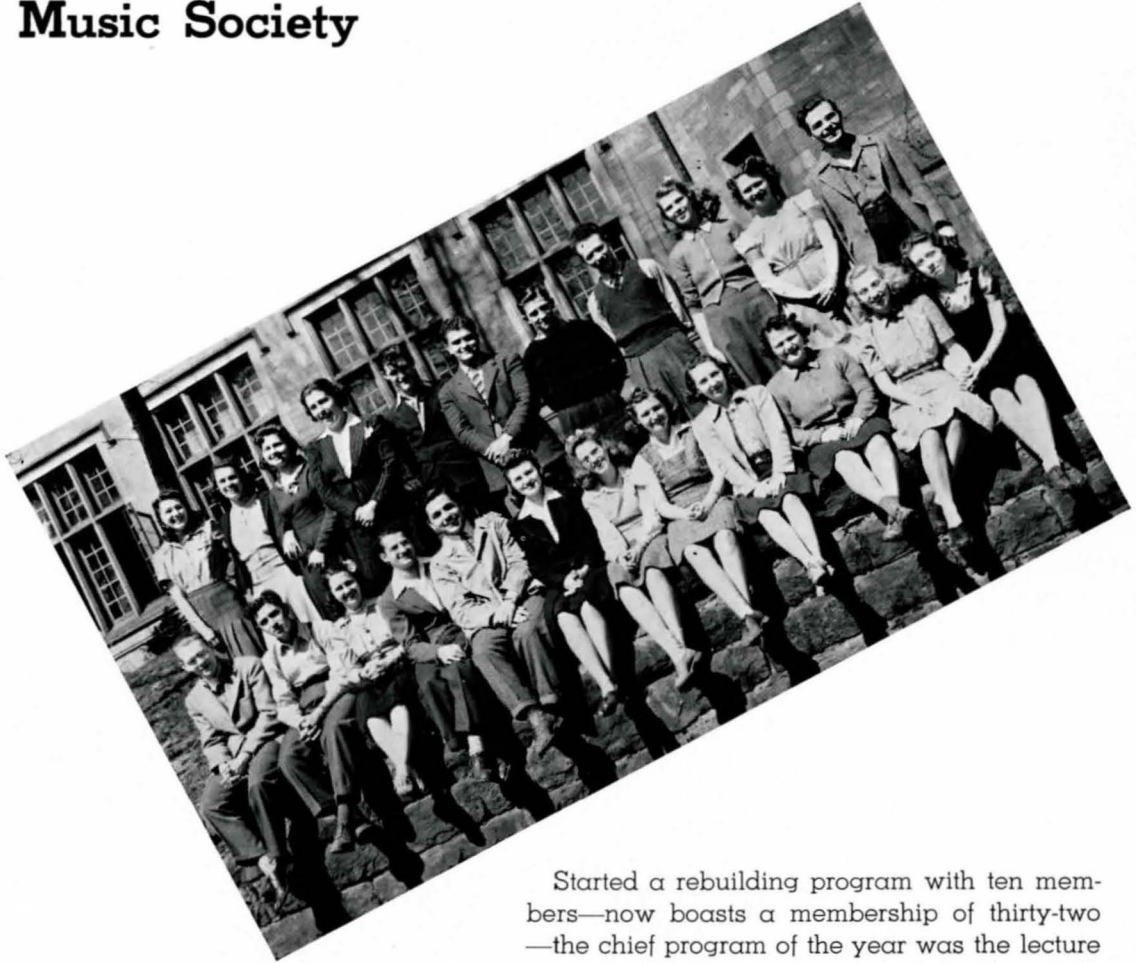 Music Society
Started a rebuilding program with ten mem-
bers—now boasts a membership of thirty-two
—the chief program of the year was the lecture